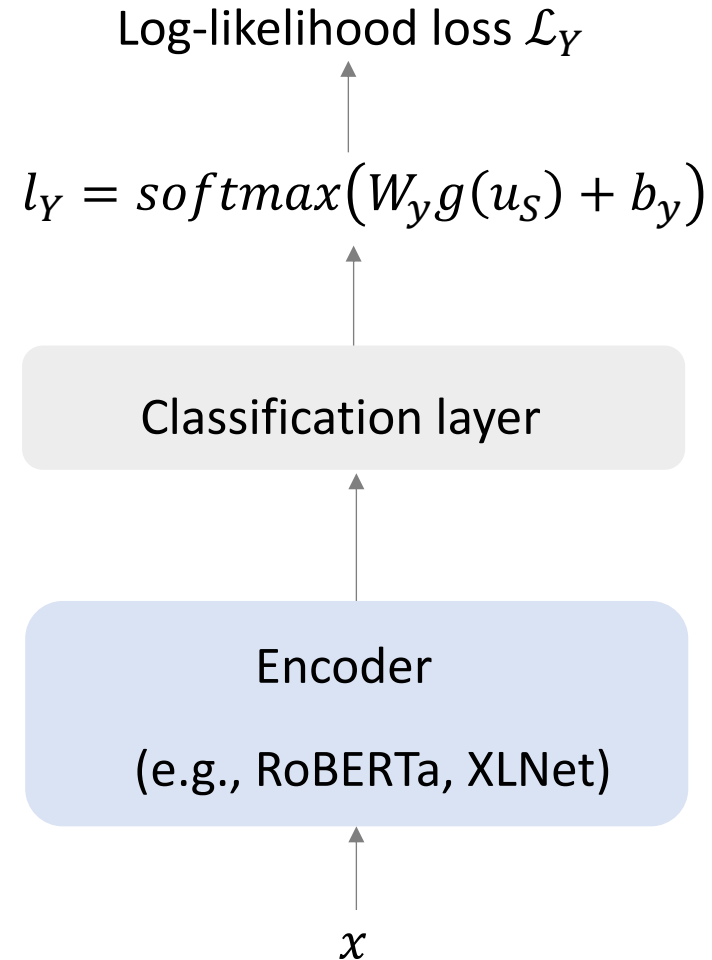 Log-likelihood loss ℒ_Y
l_Y = softmax(W_y g(u_S) + b_y)
Classification layer
Encoder
(e.g., RoBERTa, XLNet)
x